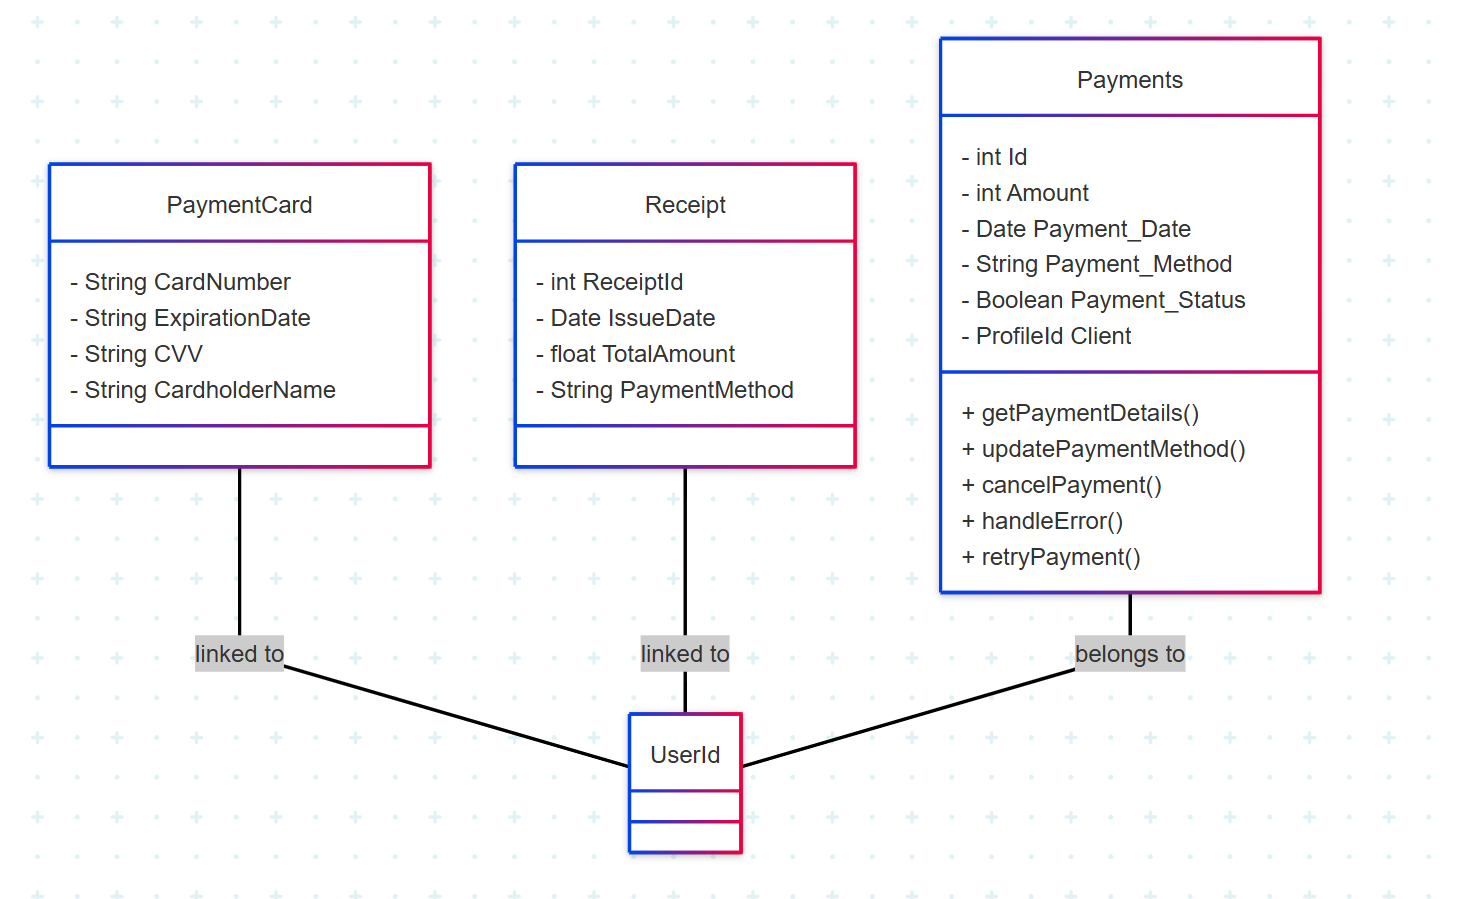 PaymentCard
- String CardNumber
- String ExpirationDate
- String CVV
- String CardholderName
Receipt
- int ReceiptId
- Date IssueDate
- float TotalAmount
- String PaymentMethod
Payments
- int Id
- int Amount
- Date Payment_Date
- String Payment_Method
- Boolean Payment_Status
- ProfileId Client
+ getPaymentDetails()
+ updatePaymentMethod()
+ cancelPayment()
+ handleError()
+ retryPayment()
linked to
linked to
belongs to
UserId